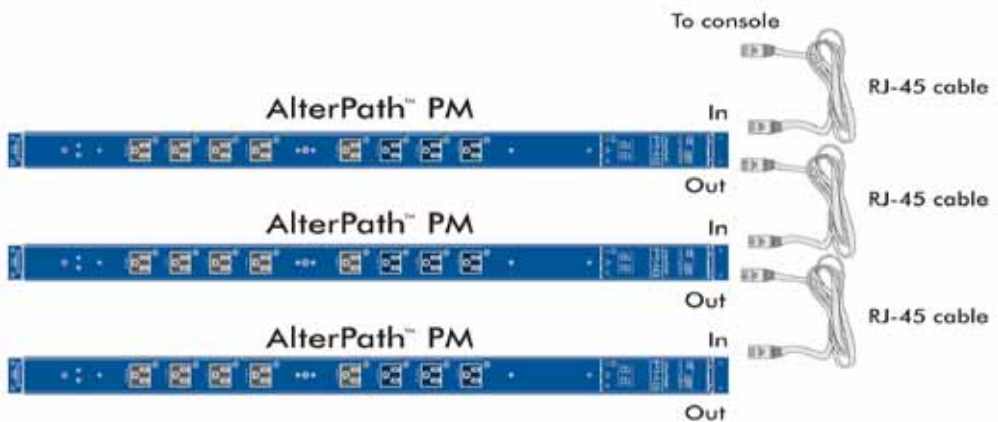 To console
RJ-45 cable
AlterPath™ PM
In
Out
RJ-45 cable
AlterPath™ PM
In
Out
RJ-45 cable
AlterPath™ PM
In
Out